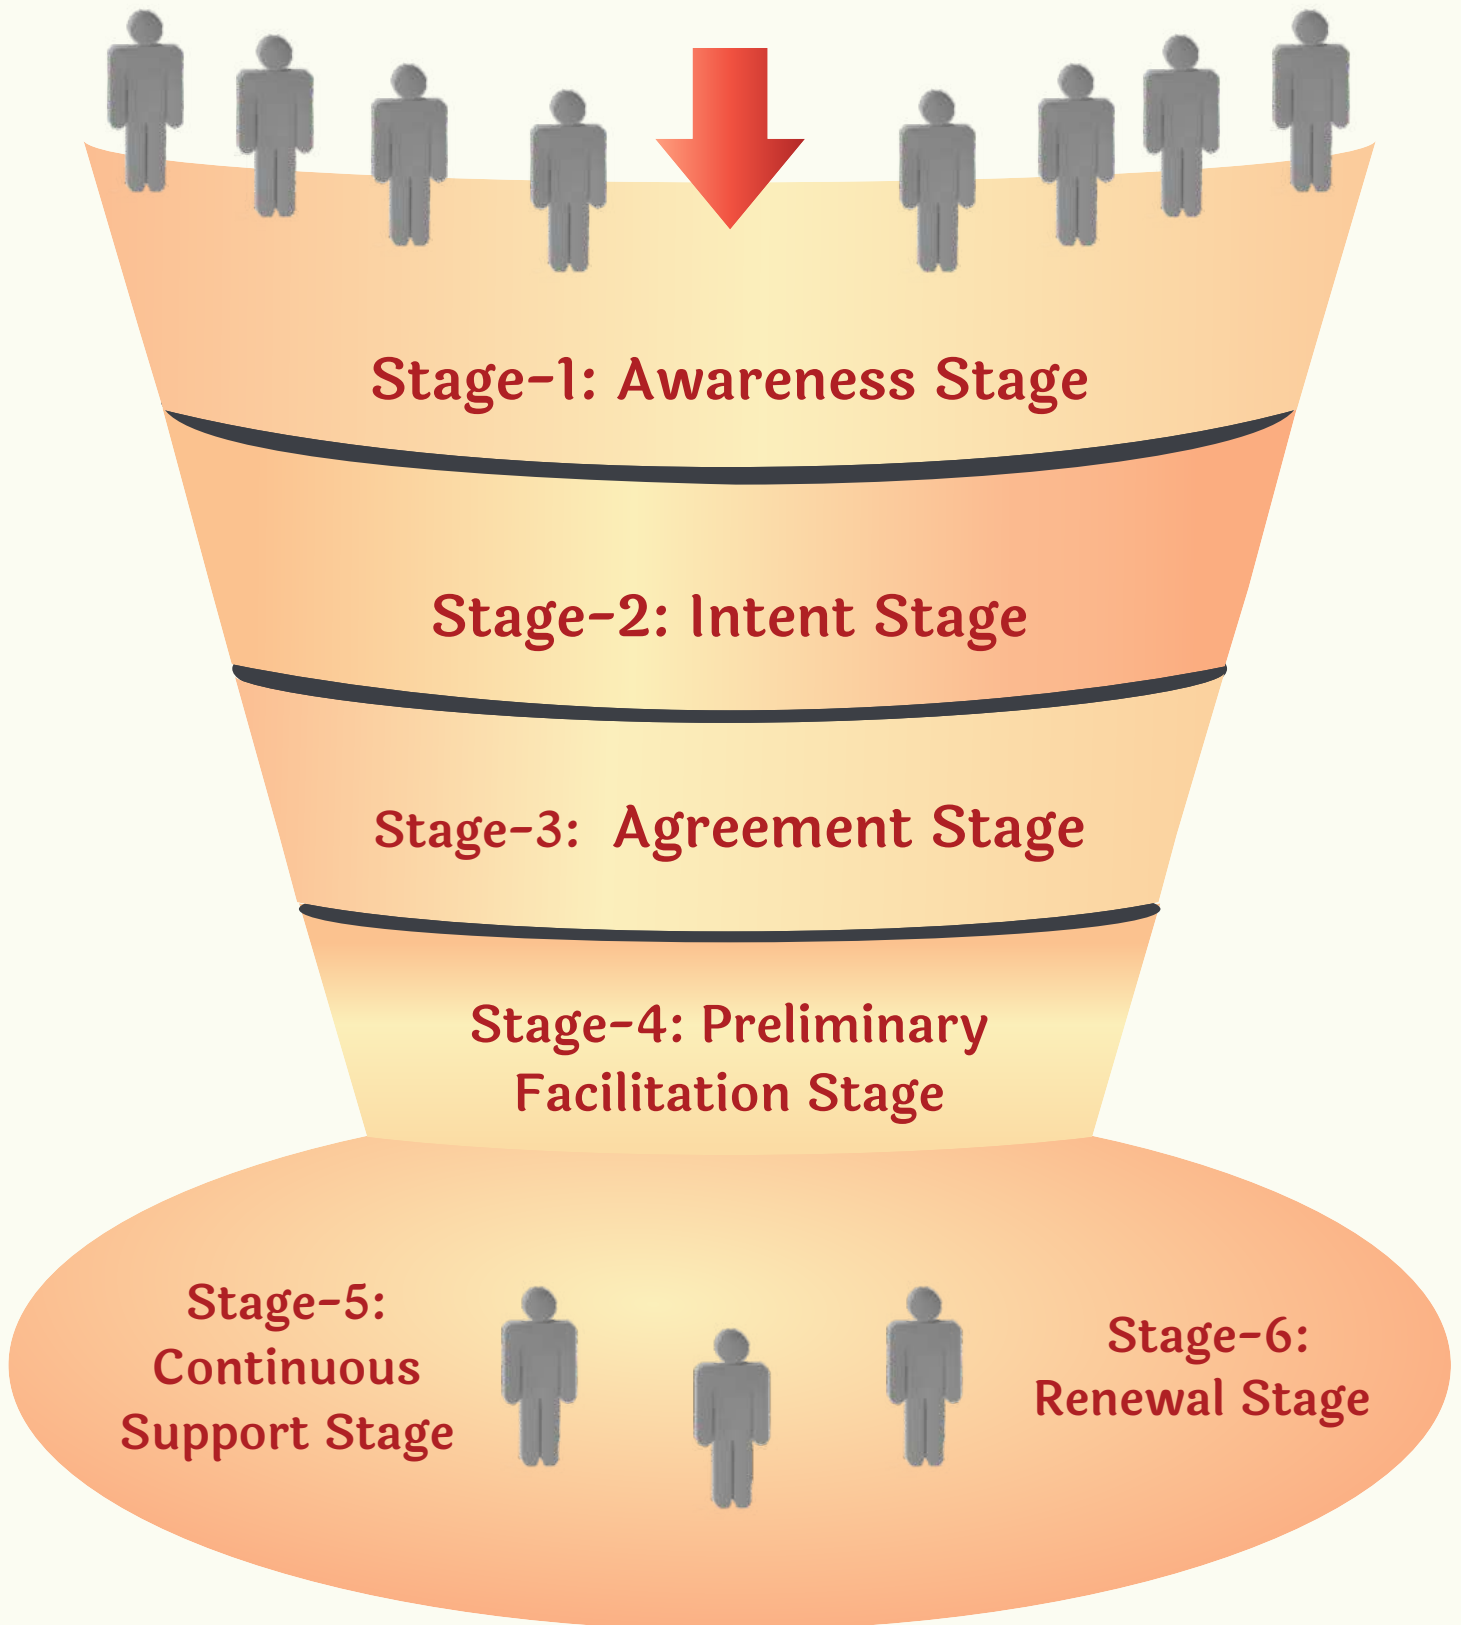 Stage-1: Awareness Stage
Stage-2: Intent Stage
Stage-3: Agreement Stage
Stage-4: Preliminary
Facilitation Stage
Stage-5:
Continuous
Support Stage
Stage-6:
Renewal Stage